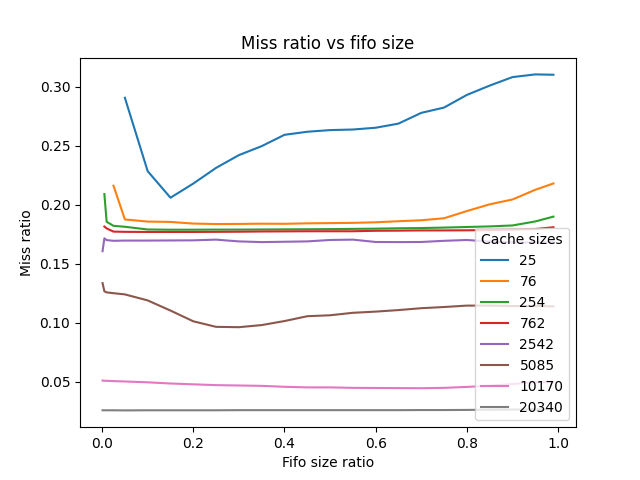 Miss ratio vs fifo size
Miss ratio
0.30
0.25
0.20
0.15
0.10
0.05
Cache sizes
25
76
254
762
2542
5085
10170
20340
0.0 0.2 0.4 0.6 0.8 1.0
Fifo size ratio